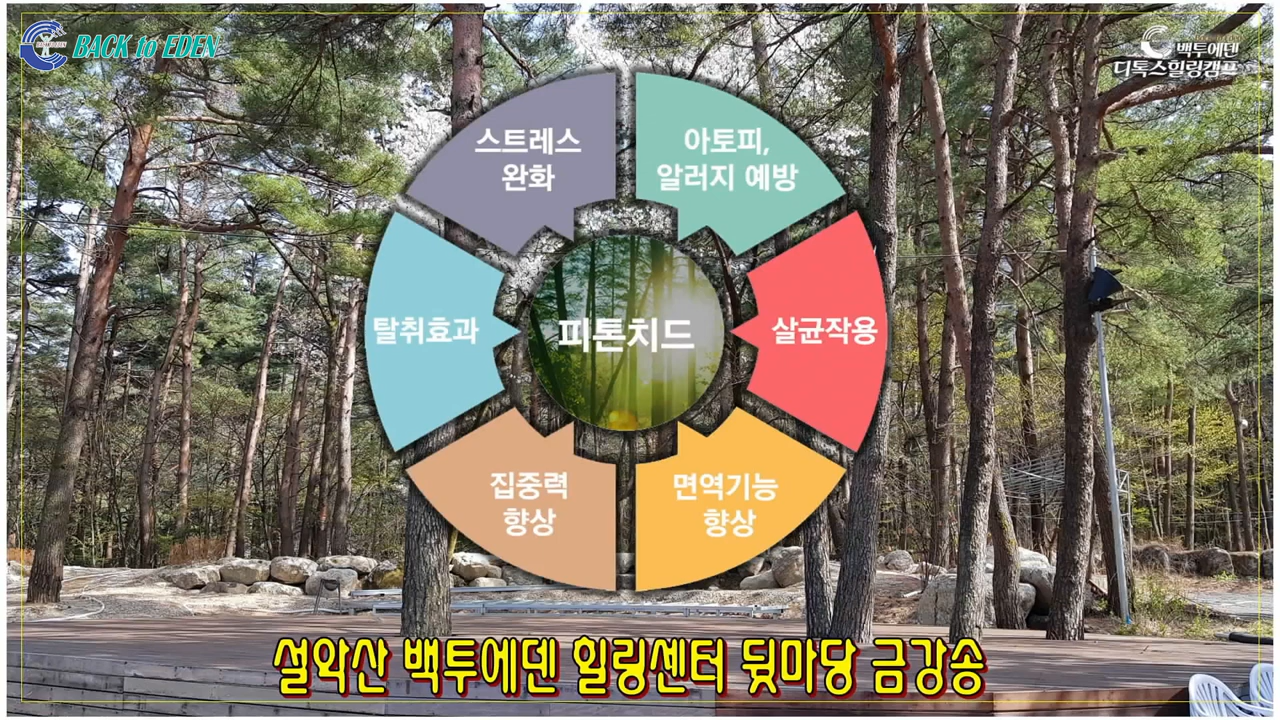 BACK to EDEN
백투에덴
디톡스힐링캠프
스트레스
완화
아토피,
알러지 예방
탈취효과
피톤치드
살균작용
집중력
향상
면역기능
향상
설악산 백투에덴 힐링센터 뒷마당 금강송